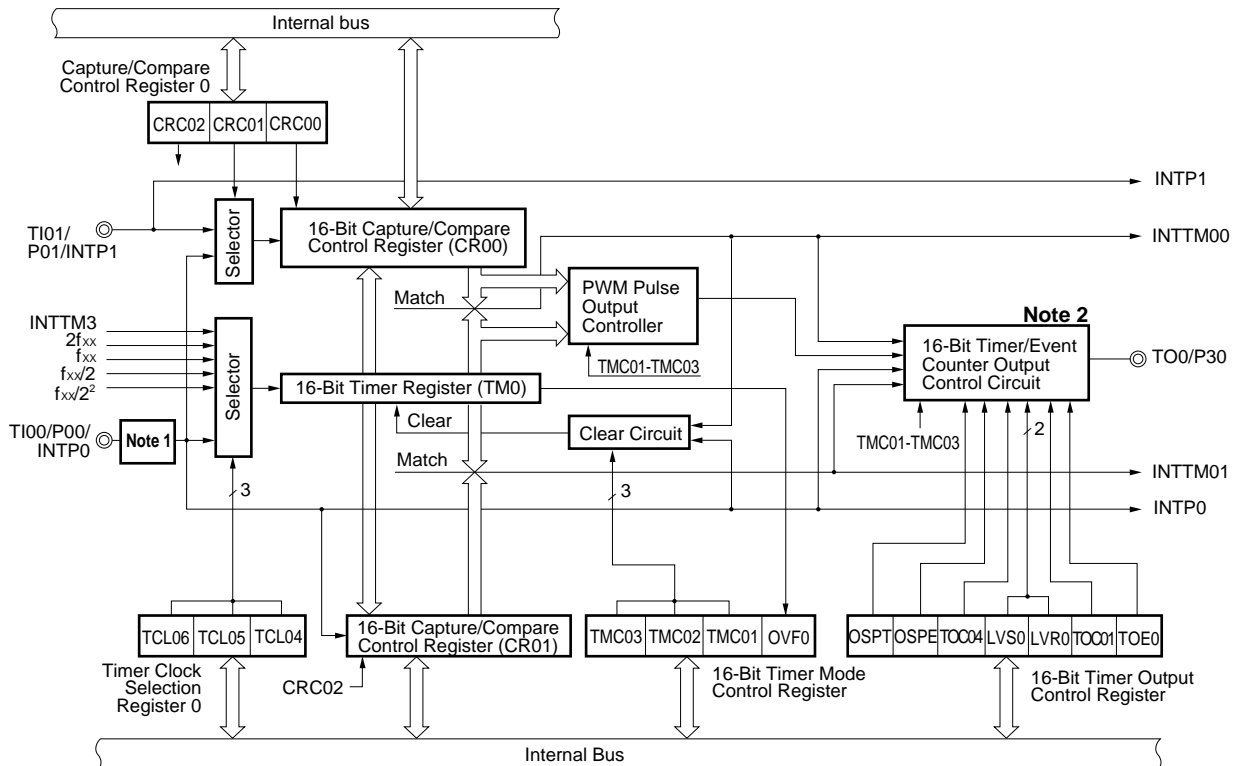 Internal bus
Capture/Compare
Control Register 0
CRC02 CRC01 CRC00
INTP1
TI01/
P01/INTP1
Selector
16-Bit Capture/Compare
Control Register (CR00)
INTTM00
Match
PWM Pulse
Output
Controller
TMC01-TMC03
INTTM3
2fxx
fxx
fxx/2
fxx/2²
Selector
16-Bit Timer Register (TM0)
Note 2
16-Bit Timer/Event
Counter Output
Control Circuit
TO0/P30
TMC01-TMC03
2
Clear
Clear Circuit
TI00/P00/
INTP0
Note 1
Match
INTTM01
3
3
INTP0
TCL06 TCL05 TCL04
Timer Clock
Selection
Register 0
16-Bit Capture/Compare
Control Register (CR01)
CRC02
TMC03 TMC02 TMC01 OVF0
16-Bit Timer Mode
Control Register
OSPT OSPE TOC04 LVS0 LVR0 TOC01 TOE0
16-Bit Timer Output
Control Register
Internal Bus